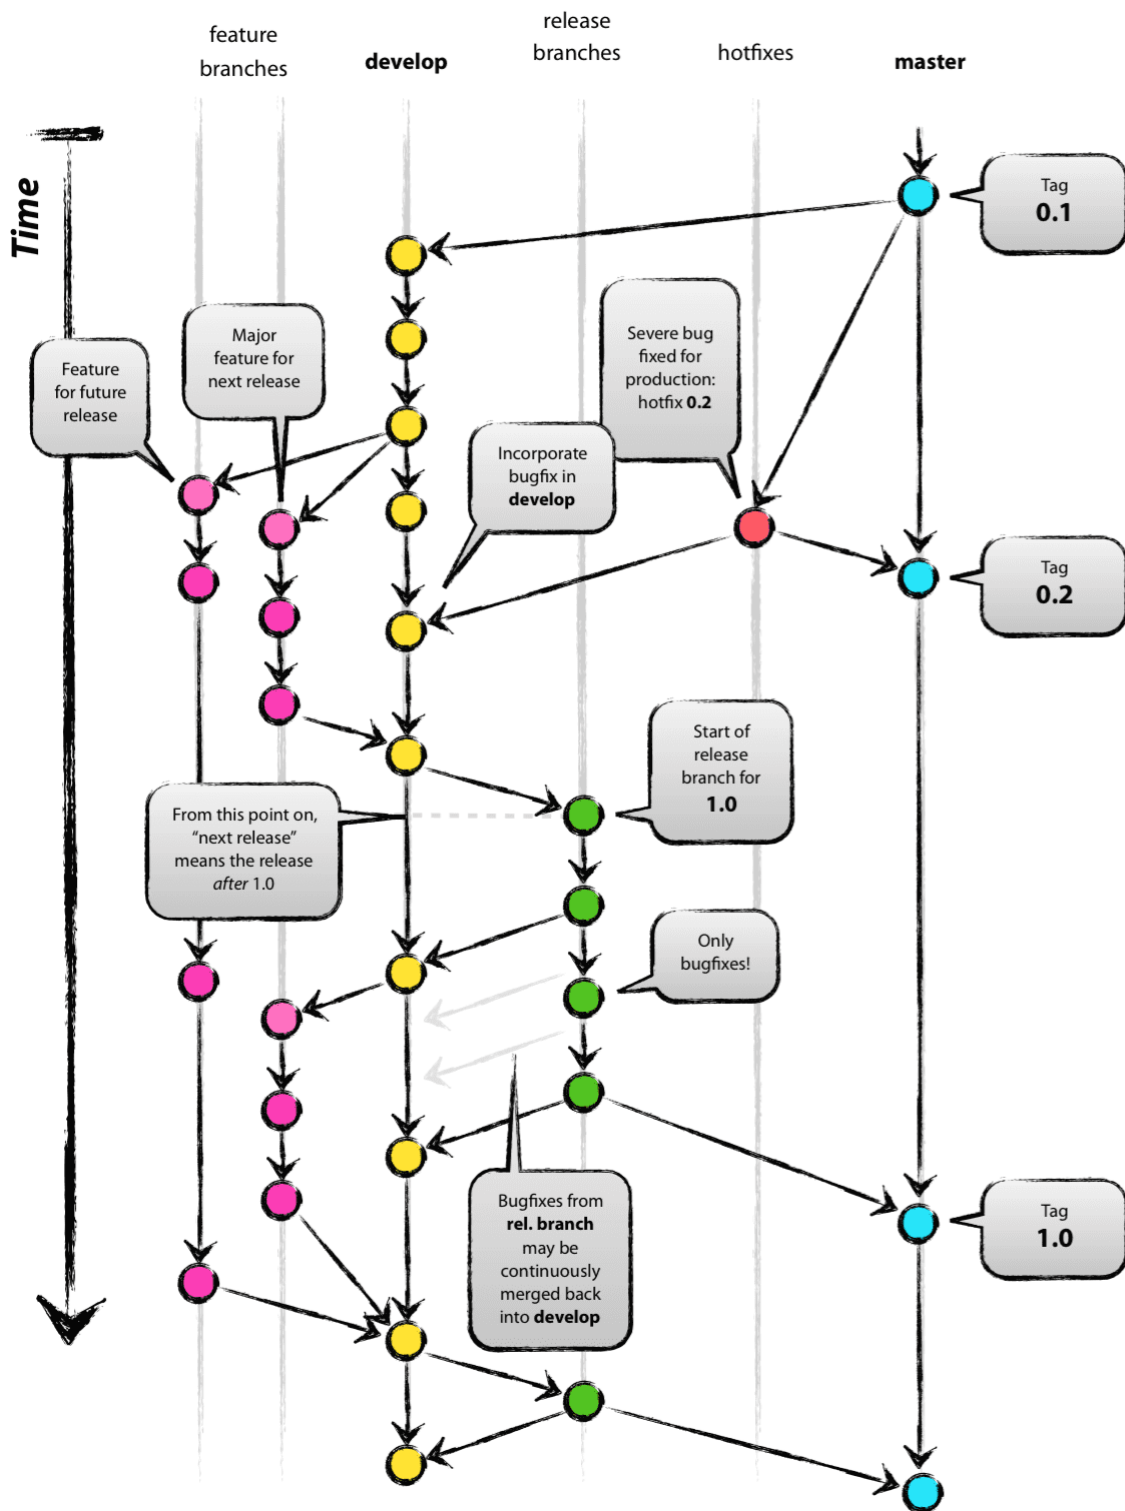 feature
branches
develop
release
branches
hotfixes
master
Time
Tag
0.1
Feature
for future
release
Major
feature for
next release
Severe bug
fixed for
production:
hotfix 0.2
Incorporate
bugfix in
develop
Tag
0.2
Start of
release
branch for
1.0
From this point on,
“next release”
means the release
after 1.0
Only
bugfixes!
Bugfixes from
rel. branch
may be
continuously
merged back
into develop
Tag
1.0